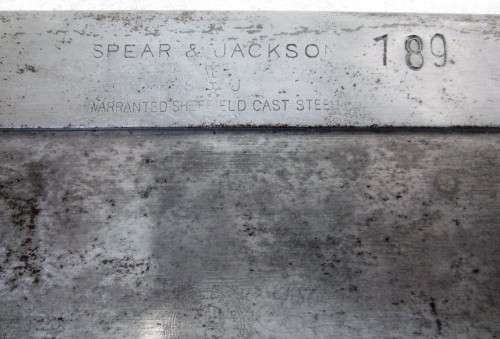 SPEAR & JACKSON 189
S J
WARRANTED SHEFFIELD CAST STEEL